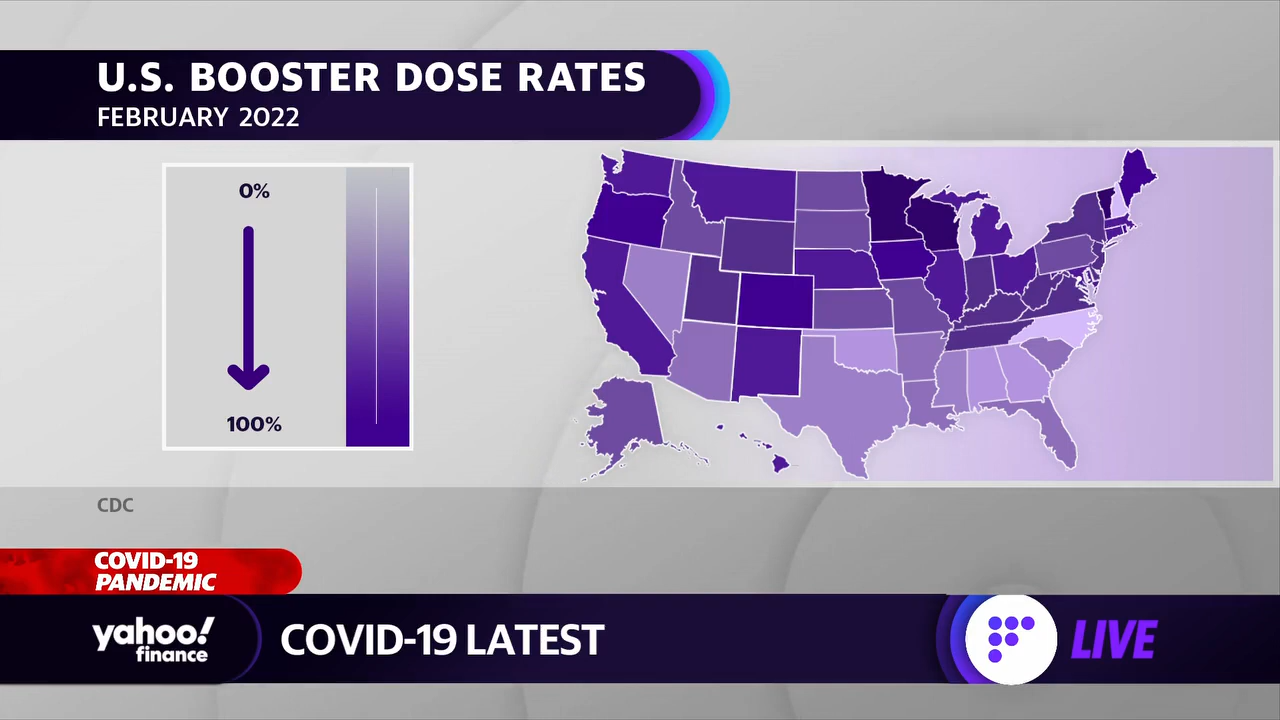 U.S. BOOSTER DOSE RATES
FEBRUARY 2022
0%
100%
CDC
COVID-19
PANDEMIC
yahoo!
finance
COVID-19 LATEST
LIVE